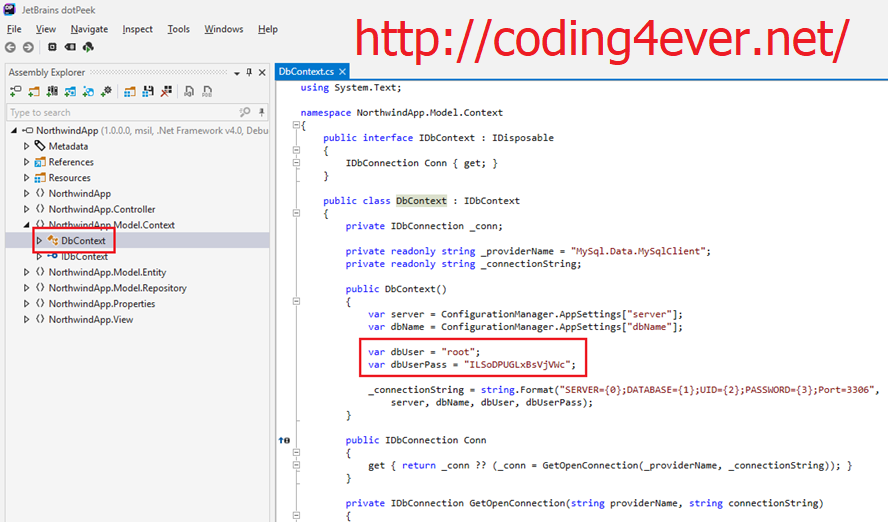 JetBrains dotPeek
http://coding4ever.net/
File View Navigate Inspect Tools Windows Help
Assembly Explorer
DbContext.cs
Type to search
NorthwindApp (1.0.0.0, msil, .Net Framework v4.0, Debu
Metadata
References
Resources
NorthwindApp
NorthwindApp.Controller
NorthwindApp.Model.Context
DbContext
IDbContext
NorthwindApp.Model.Entity
NorthwindApp.Model.Repository
NorthwindApp.Properties
NorthwindApp.View
using System.Text;
namespace NorthwindApp.Model.Context
{
public interface IDbContext : IDisposable
{
IDbConnection Conn { get; }
}
public class DbContext : IDbContext
{
private IDbConnection _conn;
private readonly string _providerName = "MySql.Data.MySqlClient";
private readonly string _connectionString;
public DbContext()
{
var server = ConfigurationManager.AppSettings["server"];
var dbName = ConfigurationManager.AppSettings["dbName"];
var dbUser = "root";
var dbUserPass = "ILSoDPUGLxBsVjVWc";
_connectionString = string.Format("SERVER={0};DATABASE={1};UID={2};PASSWORD={3};Port=3306",
server, dbName, dbUser, dbUserPass);
}
public IDbConnection Conn
{
get { return _conn ?? (_conn = GetOpenConnection(_providerName, _connectionString)); }
}
private IDbConnection GetOpenConnection(string providerName, string connectionString)
{